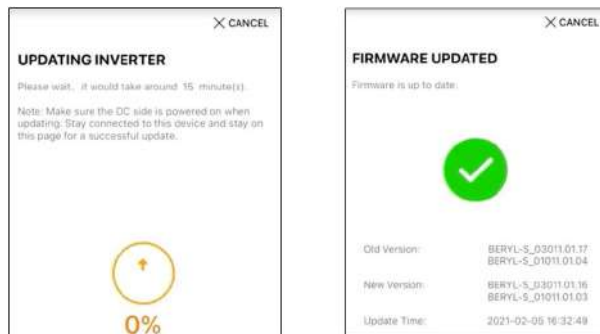 CANCEL
UPDATING INVERTER
Please wait, it would take around 15 minute(s).
Note: Make sure the DC side is powered on when
updating. Stay connected to this device and stay on
this page for a successful update.
0%
CANCEL
FIRMWARE UPDATED
Firmware is up to date.
Old Version: BERYL-S_03011.01.17
BERYL-S_01011.01.04
New Version: BERYL-S_03011.01.16
BERYL-S_01011.01.03
Update Time: 2021-02-05 16:32:49